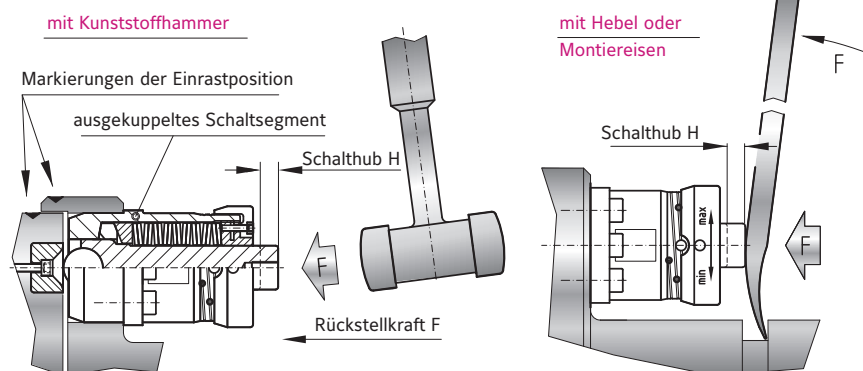 mit Kunststoffhammer
Markierungen der Einrastposition
ausgekuppeltes Schaltsegment
Schalthub H
F
Rückstellkraft F
mit Hebel oder
Montiereisen
F
Schalthub H
max
min
F